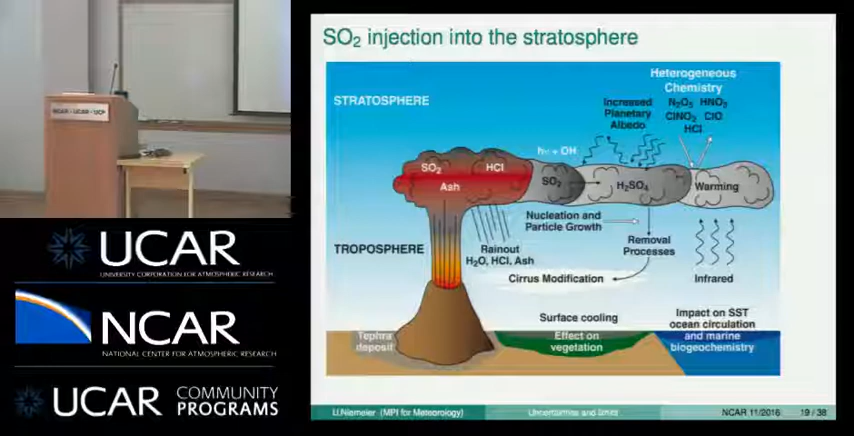 NCAR - UCAR - UCP
UCAR
UNIVERSITY CORPORATION FOR ATMOSPHERIC RESEARCH
NCAR
NATIONAL CENTER FOR ATMOSPHERIC RESEARCH
UCAR COMMUNITY
PROGRAMS
SO₂ injection into the stratosphere
STRATOSPHERE
Heterogeneous
Chemistry
Increased
Planetary
Albedo
N₂O₅ HNO₃
ClNO₂ ClO
HCl
hν + OH
SO₂ HCl
Ash
SO₂
H₂SO₄
Warming
Nucleation and
Particle Growth
TROPOSPHERE
Rainout
H₂O, HCl, Ash
Removal
Processes
Cirrus Modification
Infrared
Surface cooling
Impact on SST
ocean circulation
and marine
biogeochemistry
Tephra
deposit
Effect on
vegetation
U.Niemeier (MPI for Meteorology)
Uncertainties and limits
NCAR 11/2016
19 / 38